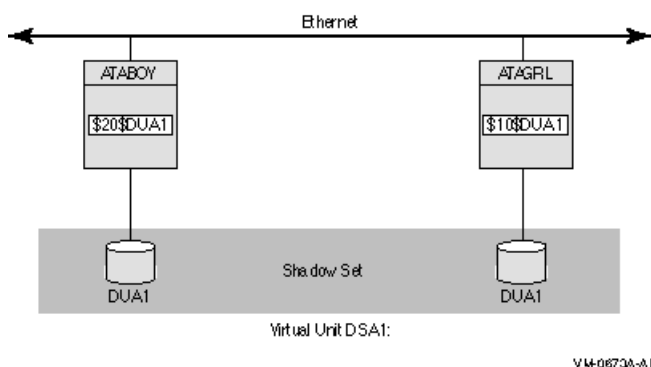 Ethernet
ATABOY
ATAGRL
$20$DUA1
$10$DUA1
Shadow Set
DUA1
DUA1
Virtual Unit DSA1:
VM-0673A-AI